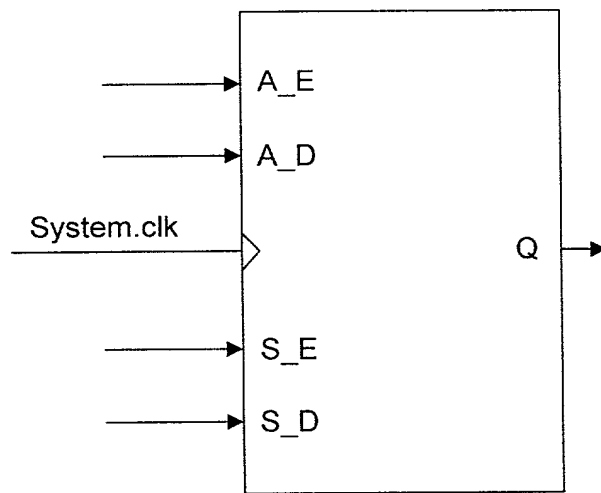 A_E
A_D
System.clk
Q
S_E
S_D